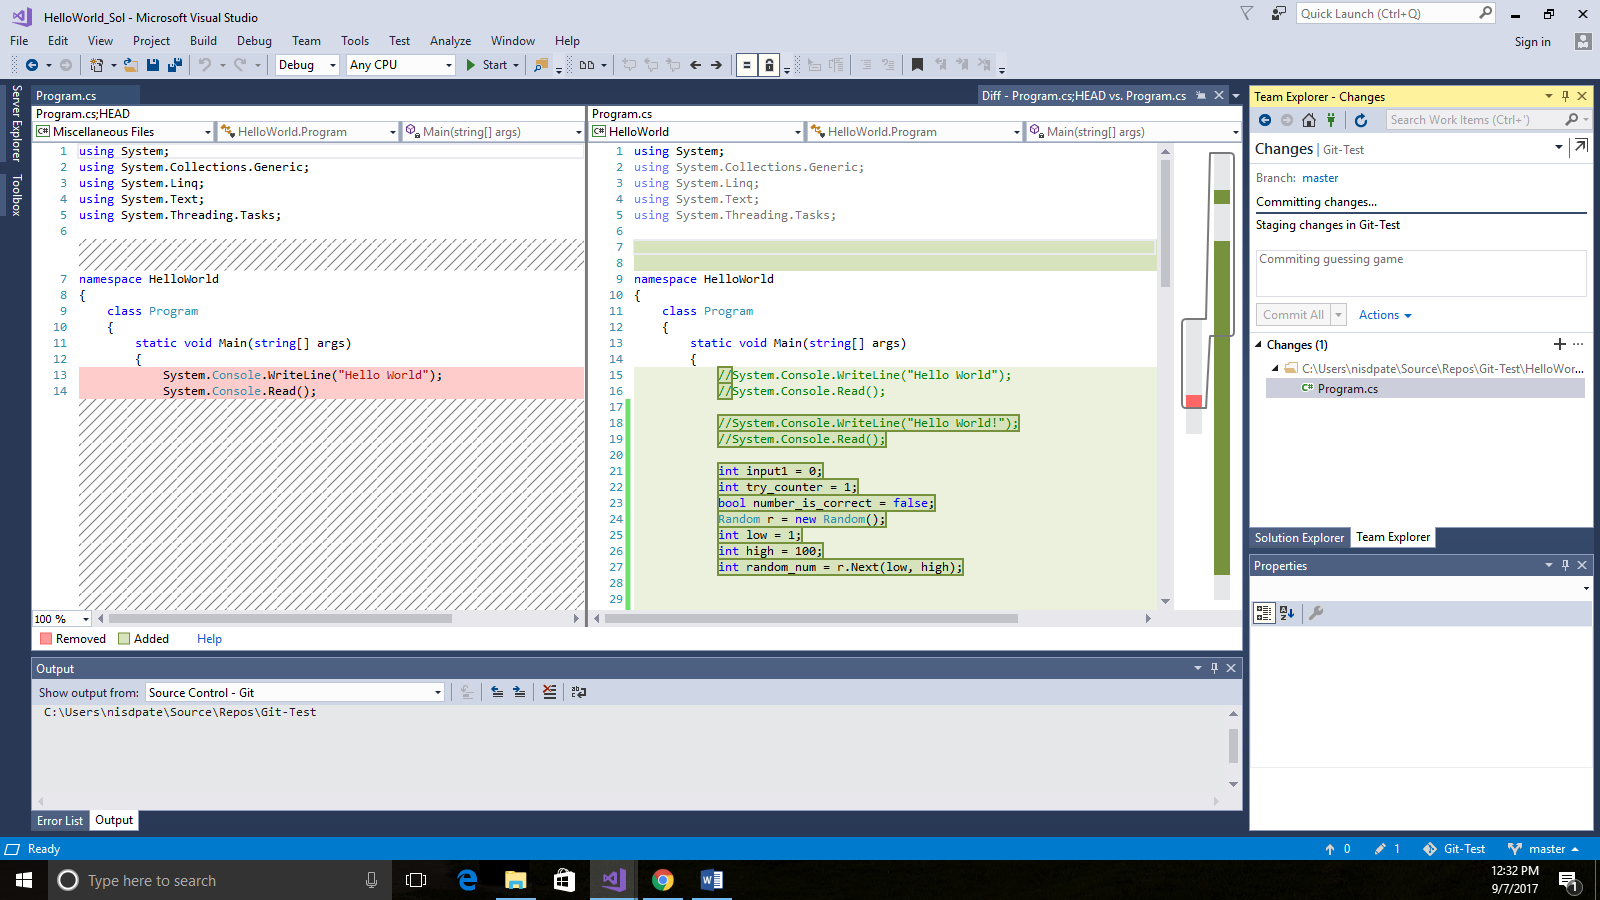 HelloWorld_Sol - Microsoft Visual Studio
Quick Launch (Ctrl+Q)
File Edit View Project Build Debug Team Tools Test Analyze Window Help
Sign in
Debug Any CPU Start
Server Explorer
Toolbox
Program.cs
Diff - Program.cs;HEAD vs. Program.cs
Program.cs;HEAD
Miscellaneous Files HelloWorld.Program Main(string[] args)
1 using System;
2 using System.Collections.Generic;
3 using System.Linq;
4 using System.Text;
5 using System.Threading.Tasks;
6
7 namespace HelloWorld
8 {
9 class Program
10 {
11 static void Main(string[] args)
12 {
13 System.Console.WriteLine("Hello World");
14 System.Console.Read();
100 %
Program.cs
HelloWorld HelloWorld.Program Main(string[] args)
1 using System;
2 using System.Collections.Generic;
3 using System.Linq;
4 using System.Text;
5 using System.Threading.Tasks;
6
7
8
9 namespace HelloWorld
10 {
11 class Program
12 {
13 static void Main(string[] args)
14 {
15 //System.Console.WriteLine("Hello World");
16 //System.Console.Read();
17
18 //System.Console.WriteLine("Hello World!");
19 //System.Console.Read();
20
21 int input1 = 0;
22 int try_counter = 1;
23 bool number_is_correct = false;
24 Random r = new Random();
25 int low = 1;
26 int high = 100;
27 int random_num = r.Next(low, high);
28
29
Removed Added Help
Output
Show output from: Source Control - Git
C:\Users\nisdpate\Source\Repos\Git-Test
Error List Output
Team Explorer - Changes
Search Work Items (Ctrl+')
Changes | Git-Test
Branch: master
Committing changes...
Staging changes in Git-Test
Commiting guessing game
Commit All Actions
Changes (1)
C:\Users\nisdpate\Source\Repos\Git-Test\HelloWor...
C# Program.cs
Solution Explorer Team Explorer
Properties
Ready
0 1 Git-Test master
Type here to search
12:32 PM
9/7/2017
1